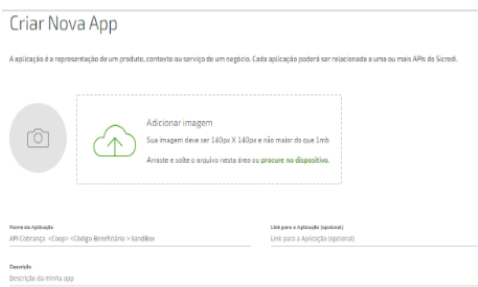 Criar Nova App
A aplicação é a representação de um produto, contexto ou serviço de um negócio. Cada aplicação poderá ser relacionada a uma ou mais APIs do Sicredi.
Adicionar imagem
Sua imagem deve ser 140px X 140px e não maior do que 1mb
Arraste e solte o arquivo nesta área ou procure no dispositivo.
Nome da Aplicação
Link para a Aplicação (opcional)
API Cobrança <Coop> <Código Beneficiário > SandBox
Link para a Aplicação (opcional)
Descrição
Descrição da minha app